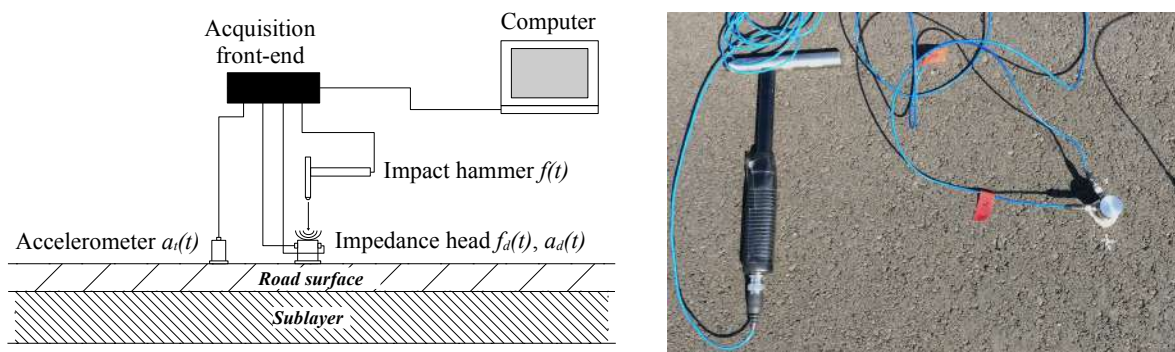 Acquisition
front-end
Computer
Impact hammer f(t)
Accelerometer aₜ(t)
Impedance head f_d(t), a_d(t)
Road surface
Sublayer